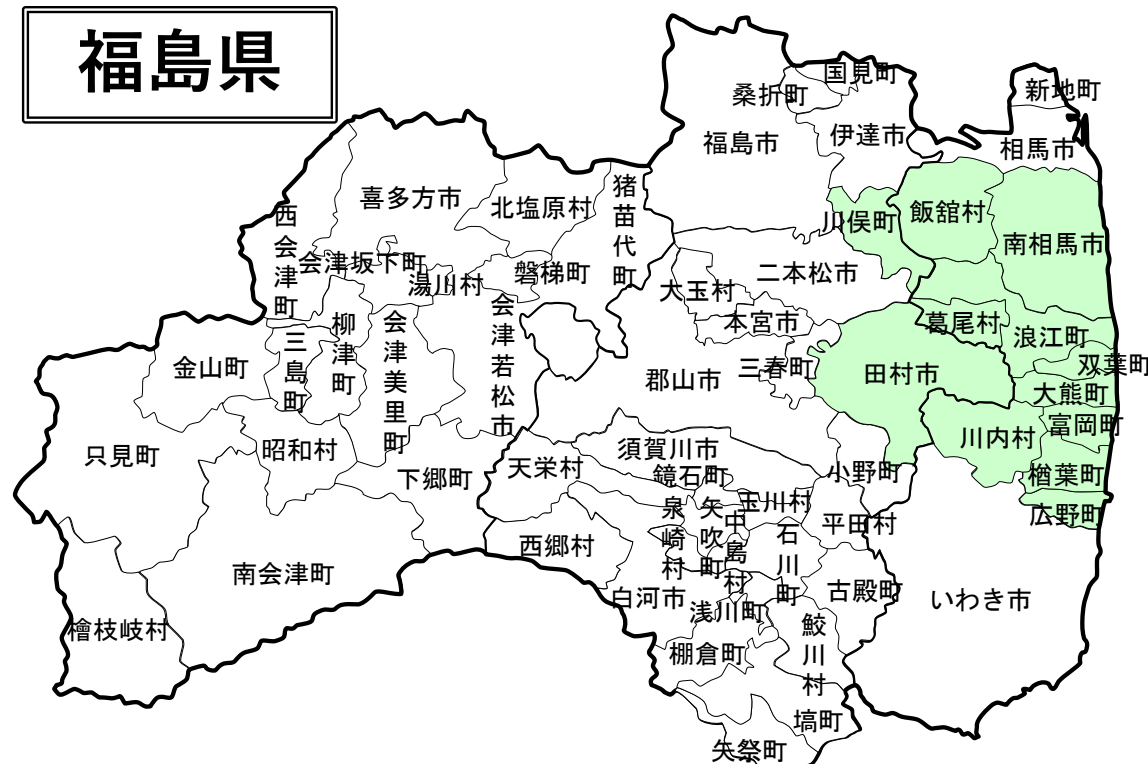 福島県
国見町
新地町
桑折町
伊達市
福島市
相馬市
猪苗代町
喜多方市
北塩原村
西会津町
川俣町
飯舘村
南相馬市
会津坂下町
湯川村
磐梯町
二本松市
大玉村
会津若松市
本宮市
葛尾村
浪江町
柳津町
会津美里町
三島町
金山町
郡山市
三春町
田村市
双葉町
大熊町
富岡町
川内村
只見町
昭和村
下郷町
天栄村
須賀川市
鏡石町
小野町
楢葉町
広野町
玉川村
泉崎村
矢吹町
中島村
石川町
平田村
西郷村
南会津町
白河市
浅川町
古殿町
いわき市
檜枝岐村
棚倉町
鮫川村
塙町
矢祭町